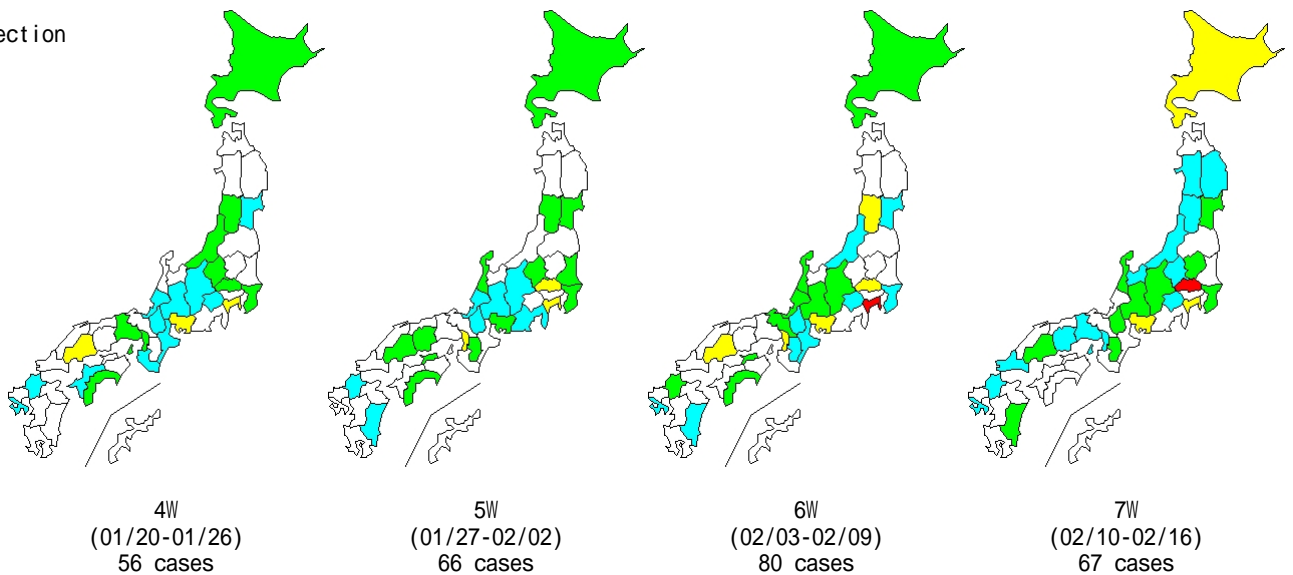 ection
4W
(01/20-01/26)
56 cases
5W
(01/27-02/02)
66 cases
6W
(02/03-02/09)
80 cases
7W
(02/10-02/16)
67 cases